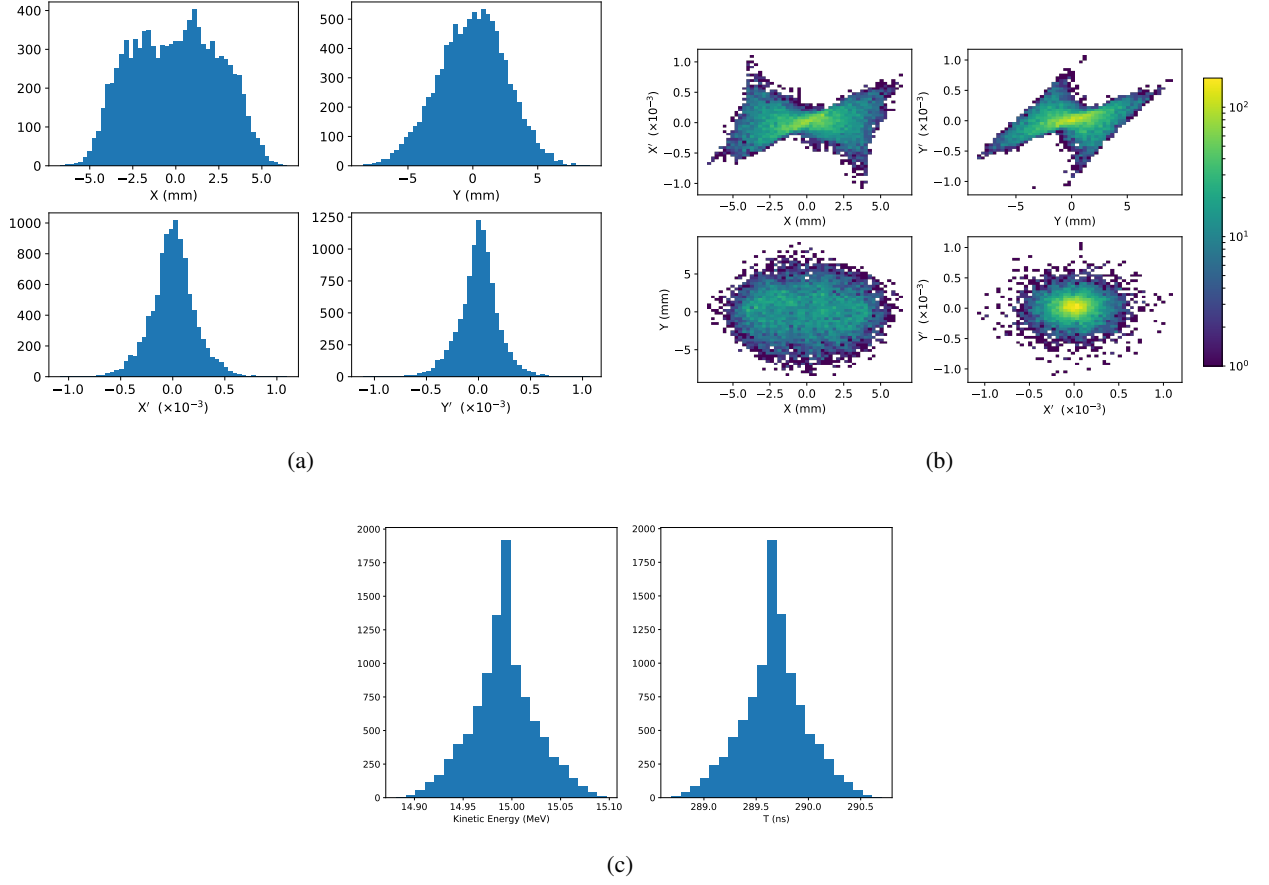 400
300
200
100
0
−5.0 −2.5 0.0 2.5 5.0
X (mm)
500
400
300
200
100
0
−5 0 5
Y (mm)
1000
800
600
400
200
0
−1.0 −0.5 0.0 0.5 1.0
X′ (×10⁻³)
1250
1000
750
500
250
0
−1.0 −0.5 0.0 0.5 1.0
Y′ (×10⁻³)
(a)
X′ (×10⁻³)
1.0
0.5
0.0
−0.5
−1.0
−5.0 −2.5 0.0 2.5 5.0
X (mm)
Y′ (×10⁻³)
1.0
0.5
0.0
−0.5
−1.0
−5 0 5
Y (mm)
Y (mm)
5
0
−5
−5.0 −2.5 0.0 2.5 5.0
X (mm)
Y′ (×10⁻³)
1.0
0.5
0.0
−0.5
−1.0
−1.0 −0.5 0.0 0.5 1.0
X′ (×10⁻³)
10²
10¹
10⁰
(b)
2000
1750
1500
1250
1000
750
500
250
0
14.90 14.95 15.00 15.05 15.10
Kinetic Energy (MeV)
2000
1750
1500
1250
1000
750
500
250
0
289.0 289.5 290.0 290.5
T (ns)
(c)